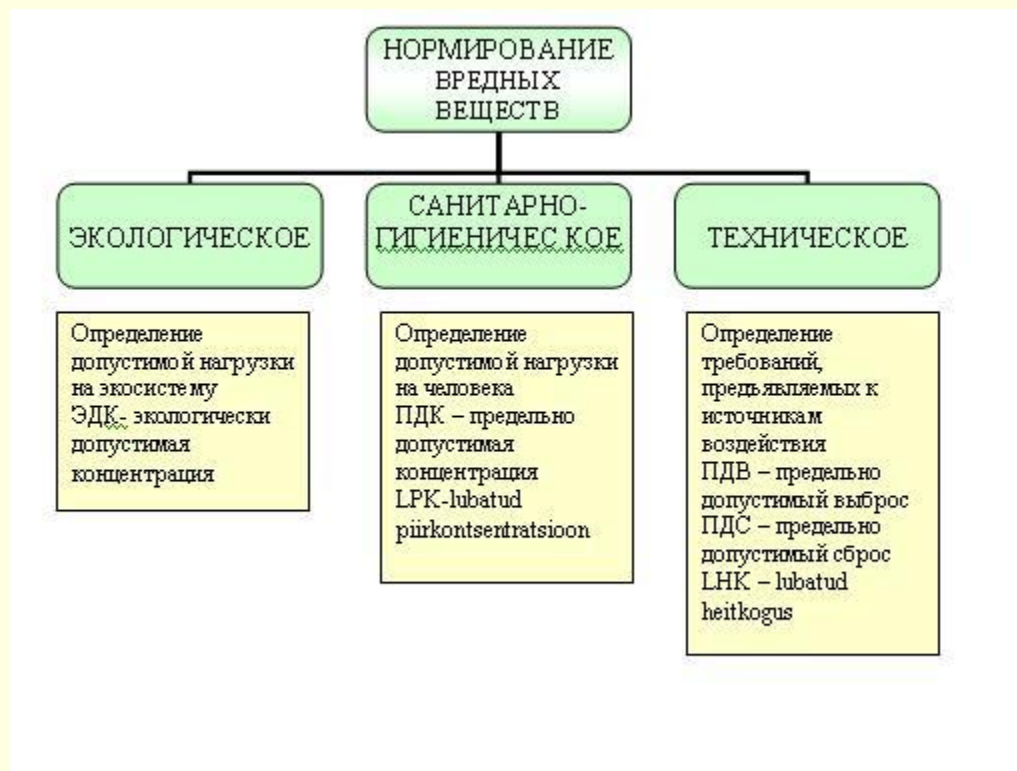 НОРМИРОВАНИЕ
ВРЕДНЫХ
ВЕЩЕСТВ
ЭКОЛОГИЧЕСКОЕ
САНИТАРНО-
ГИГИЕНИЧЕСКОЕ
ТЕХНИЧЕСКОЕ
Определение
допустимой нагрузки
на экосистему
ЭДК- экологически
допустимая
концентрация
Определение
допустимой нагрузки
на человека
ПДК – предельно
допустимая
концентрация
LPK-lubatud
piirkontsentratsioon
Определение
требований,
предъявляемых к
источникам
воздействия
ПДВ – предельно
допустимый выброс
ПДС – предельно
допустимый сброс
LHK – lubatud
heitkogus